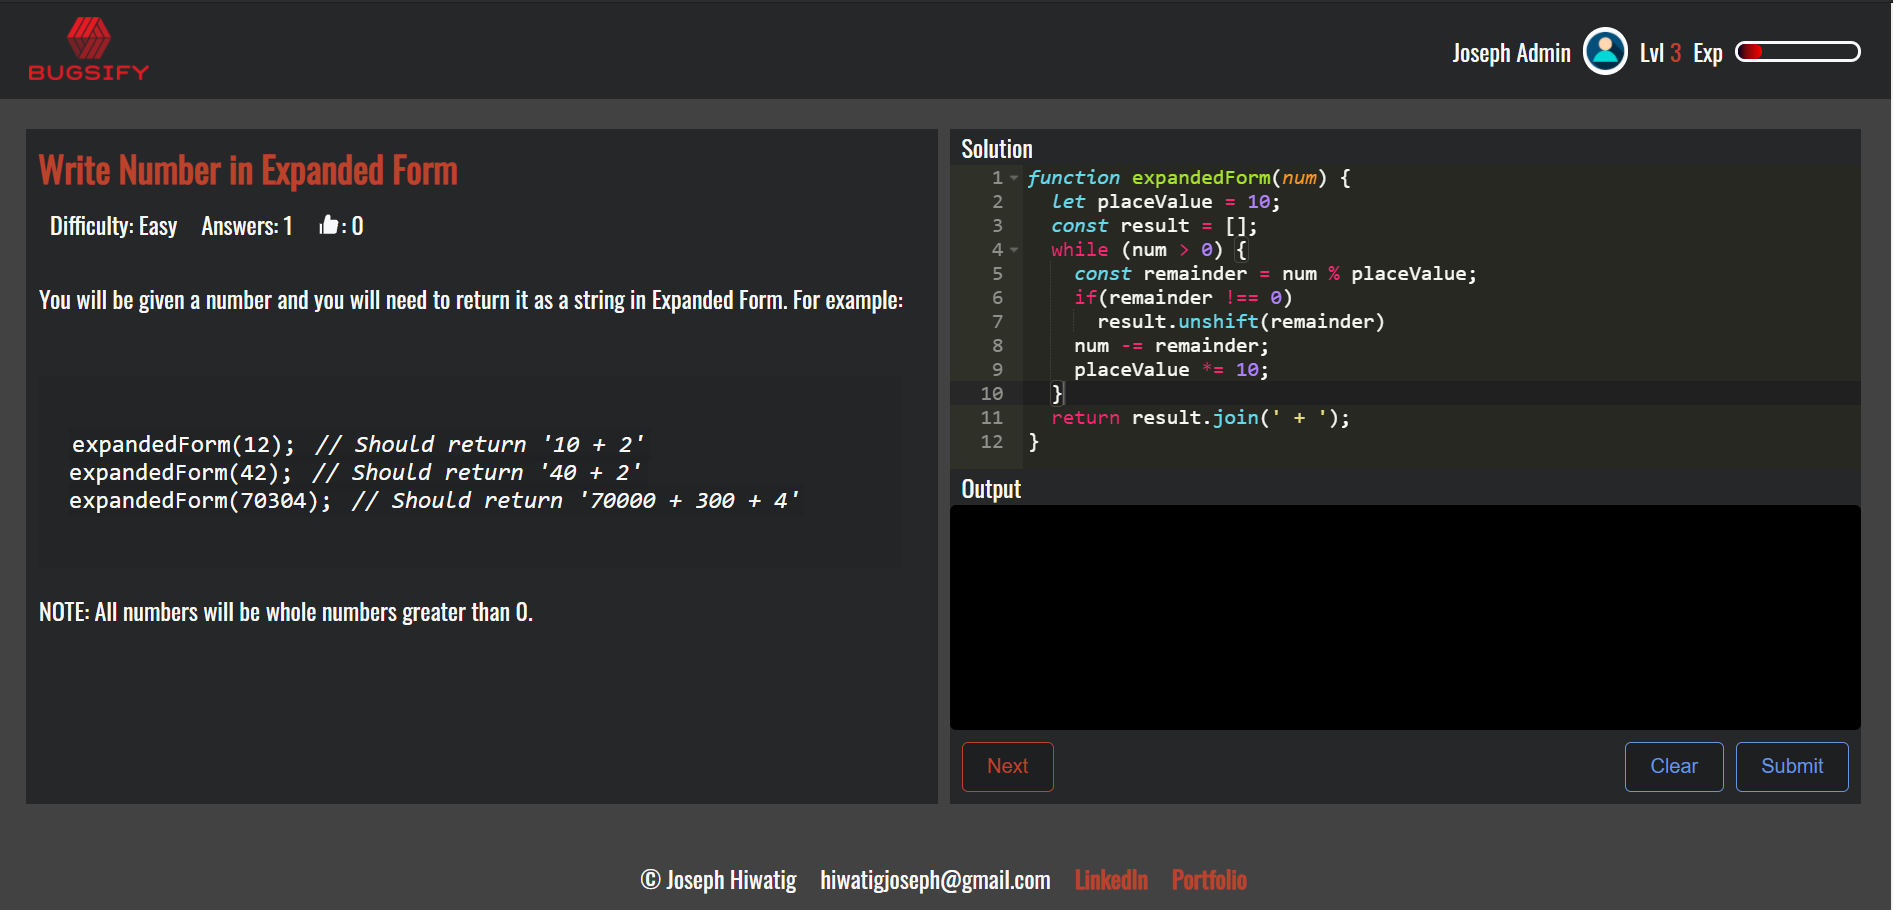 BUGSIFY
Joseph Admin Lvl 3 Exp
Write Number in Expanded Form
Difficulty: Easy Answers: 1 : 0
You will be given a number and you will need to return it as a string in Expanded Form. For example:
expandedForm(12); // Should return '10 + 2'
expandedForm(42); // Should return '40 + 2'
expandedForm(70304); // Should return '70000 + 300 + 4'
NOTE: All numbers will be whole numbers greater than 0.
Solution
1 function expandedForm(num) {
2 let placeValue = 10;
3 const result = [];
4 while (num > 0) {
5 const remainder = num % placeValue;
6 if(remainder !== 0)
7 result.unshift(remainder)
8 num -= remainder;
9 placeValue *= 10;
10 }
11 return result.join(' + ');
12 }
Output
Next Clear Submit
© Joseph Hiwatig hiwatigjoseph@gmail.com LinkedIn Portfolio